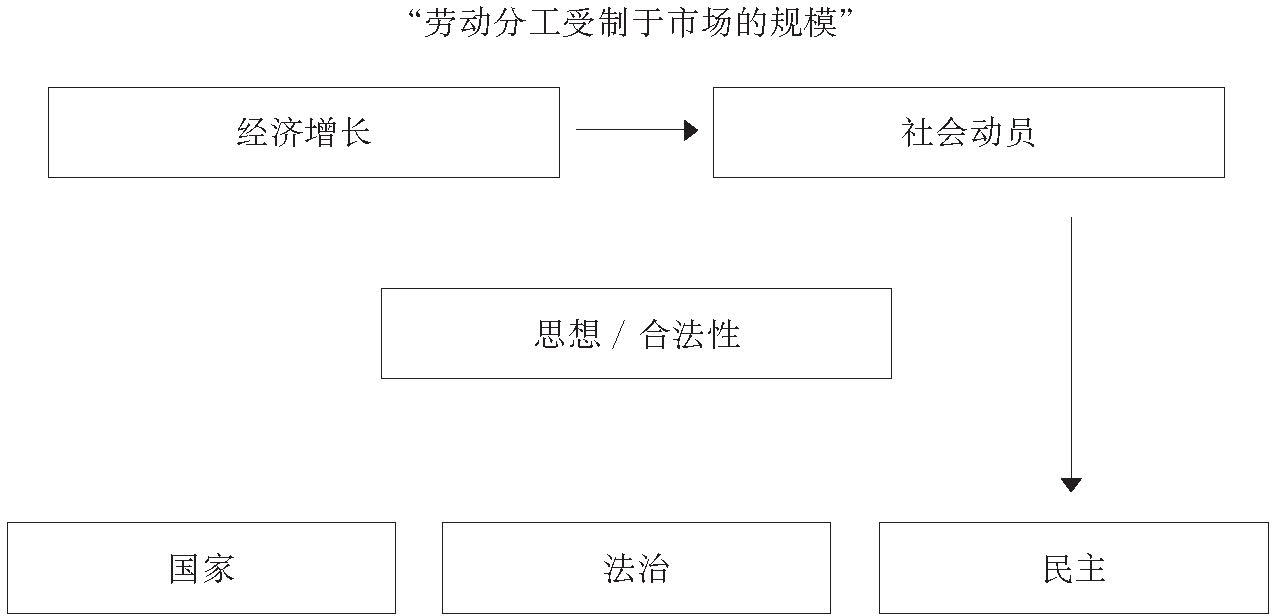 “劳动分工受制于市场的规模”
经济增长
社会动员
思想 / 合法性
国家
法治
民主